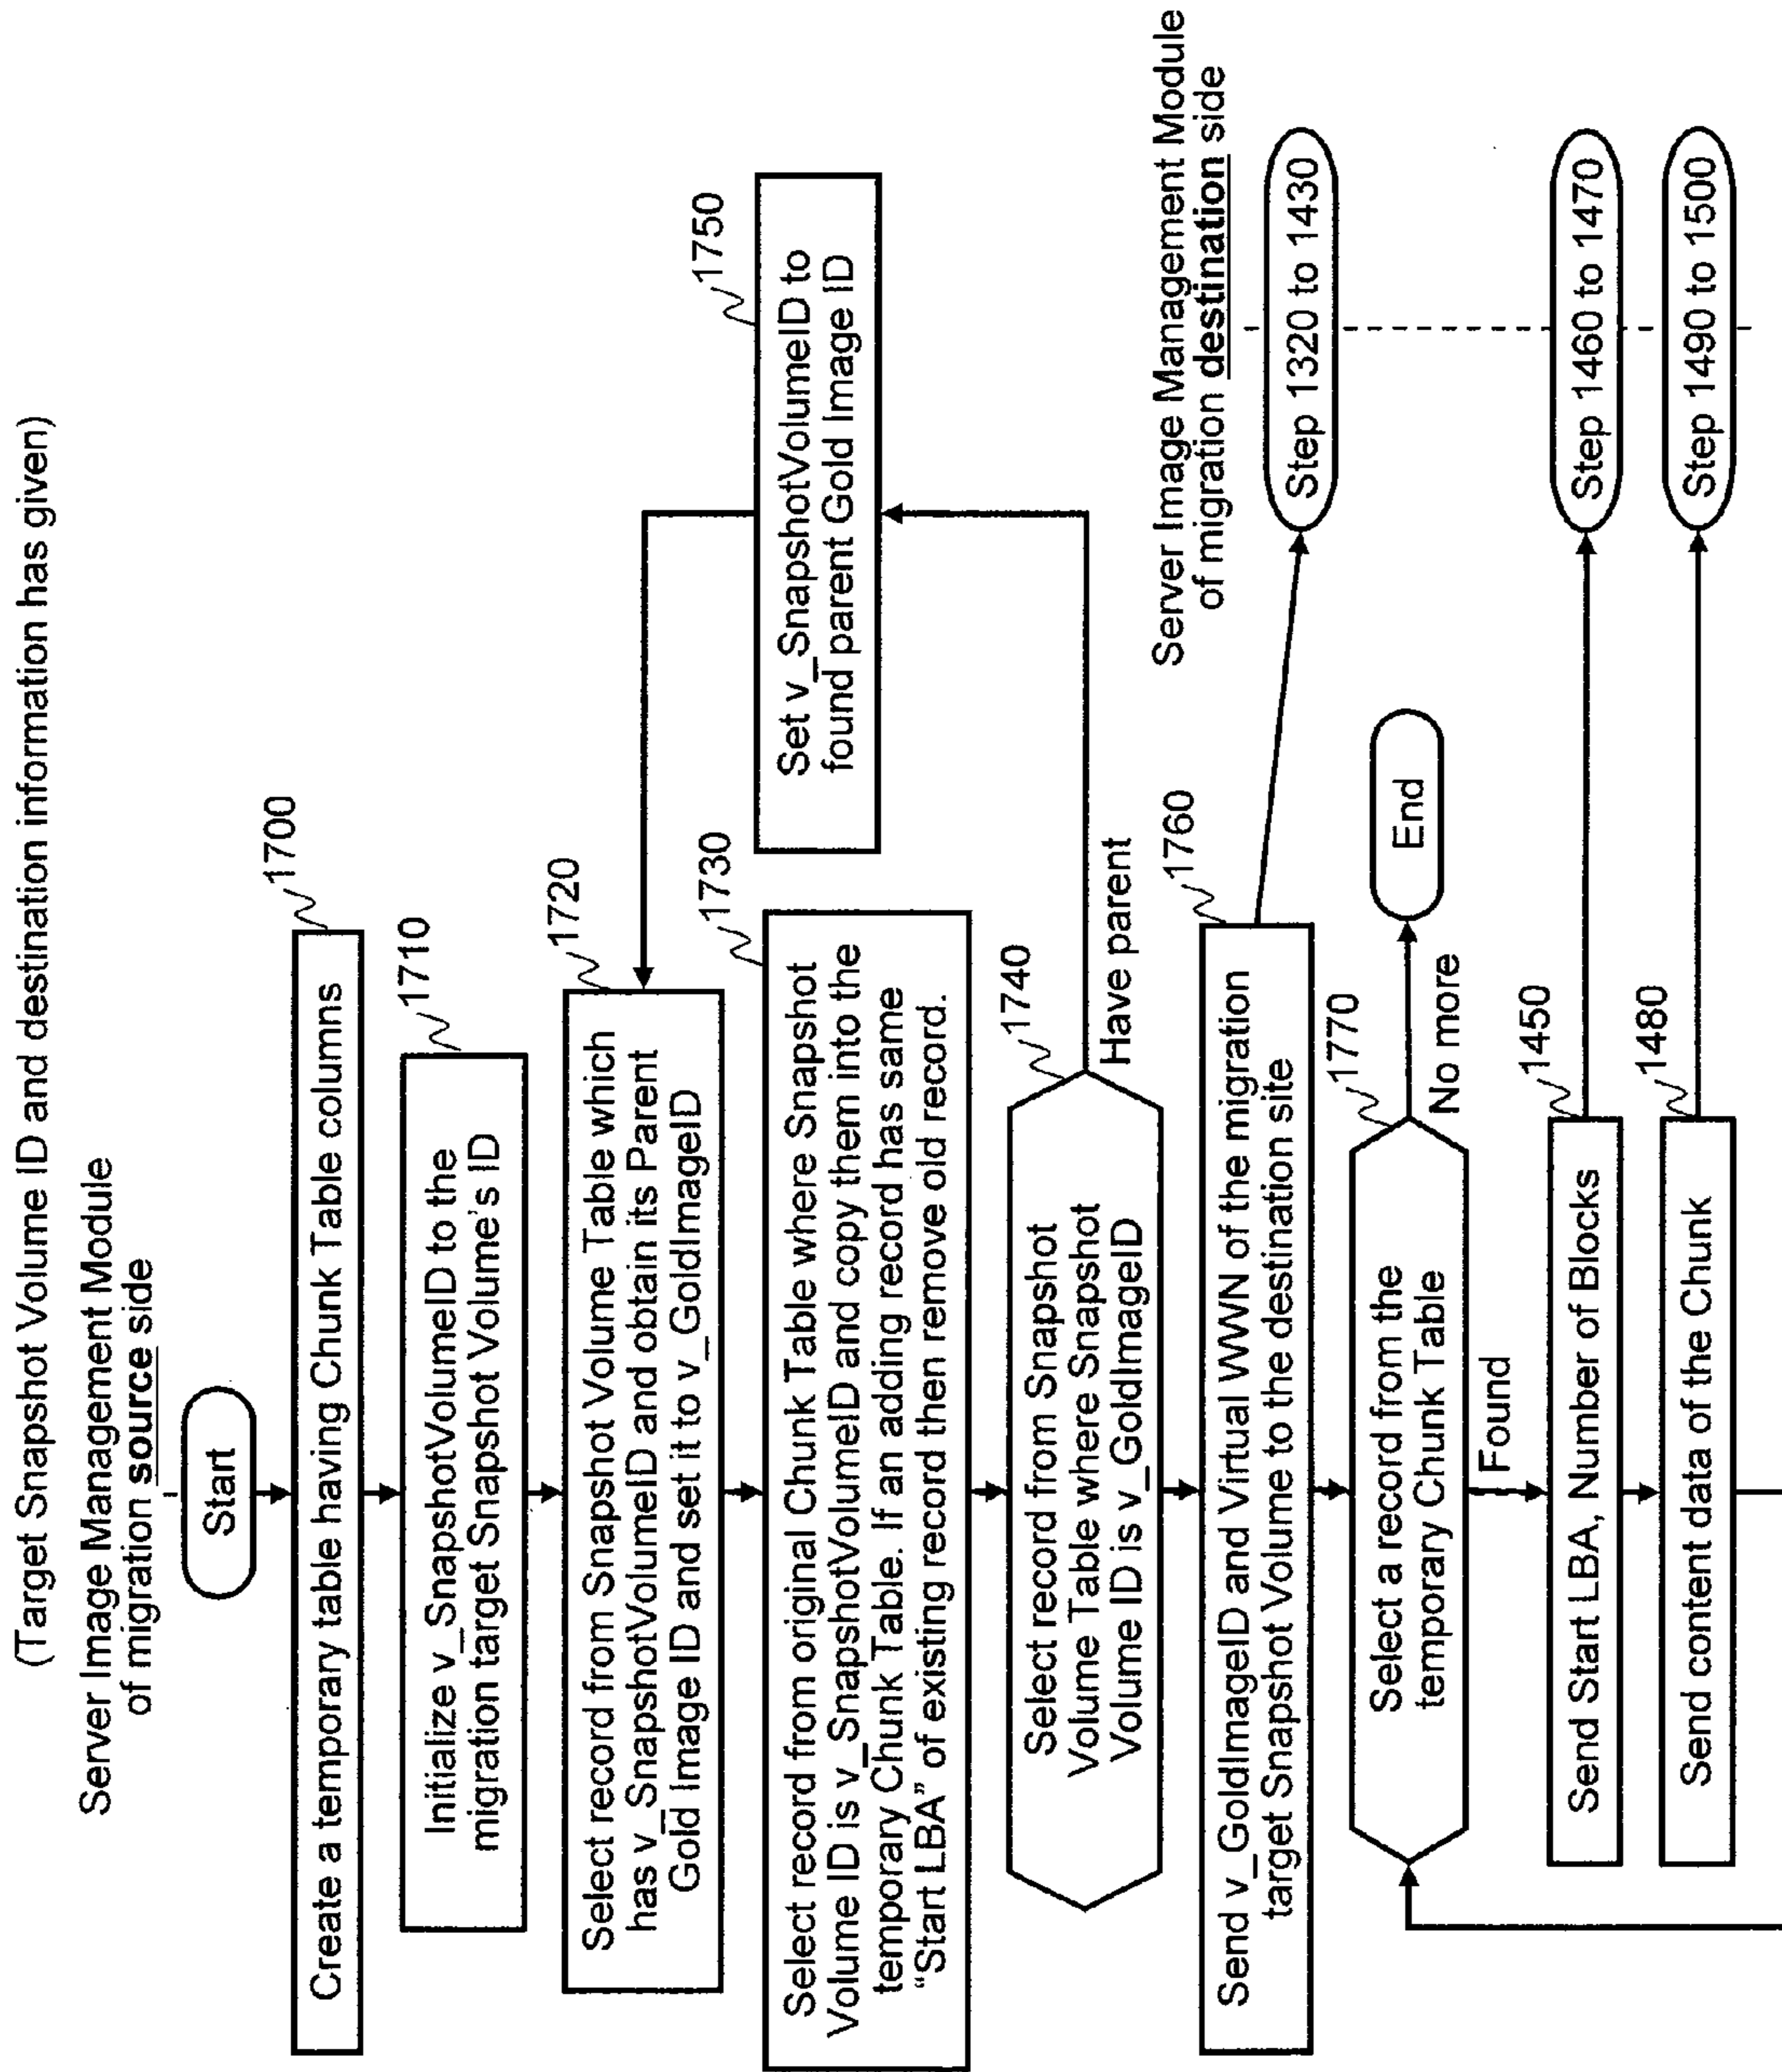 (Target Snapshot Volume ID and destination information has given)
Server Image Management Module
of migration source side
Start
1700
Create a temporary table having Chunk Table columns
1710
Initialize v_SnapshotVolumeID to the
migration target Snapshot Volume's ID
1720
Select record from Snapshot Volume Table which
has v_SnapshotVolumeID and obtain its Parent
Gold Image ID and set it to v_GoldImageID
1730
Select record from original Chunk Table where Snapshot
Volume ID is v_SnapshotVolumeID and copy them into the
temporary Chunk Table. If an adding record has same
“Start LBA” of existing record then remove old record.
1740
Select record from Snapshot
Volume Table where Snapshot
Volume ID is v_GoldImageID
Have parent
1750
Set v_SnapshotVolumeID to
found parent Gold Image ID
1760
Send v_GoldImageID and Virtual WWN of the migration
target Snapshot Volume to the destination site
Server Image Management Module
of migration destination side
Step 1320 to 1430
1770
Select a record from the
temporary Chunk Table
No more
End
Found
1450
Send Start LBA, Number of Blocks
Step 1460 to 1470
1480
Send content data of the Chunk
Step 1490 to 1500